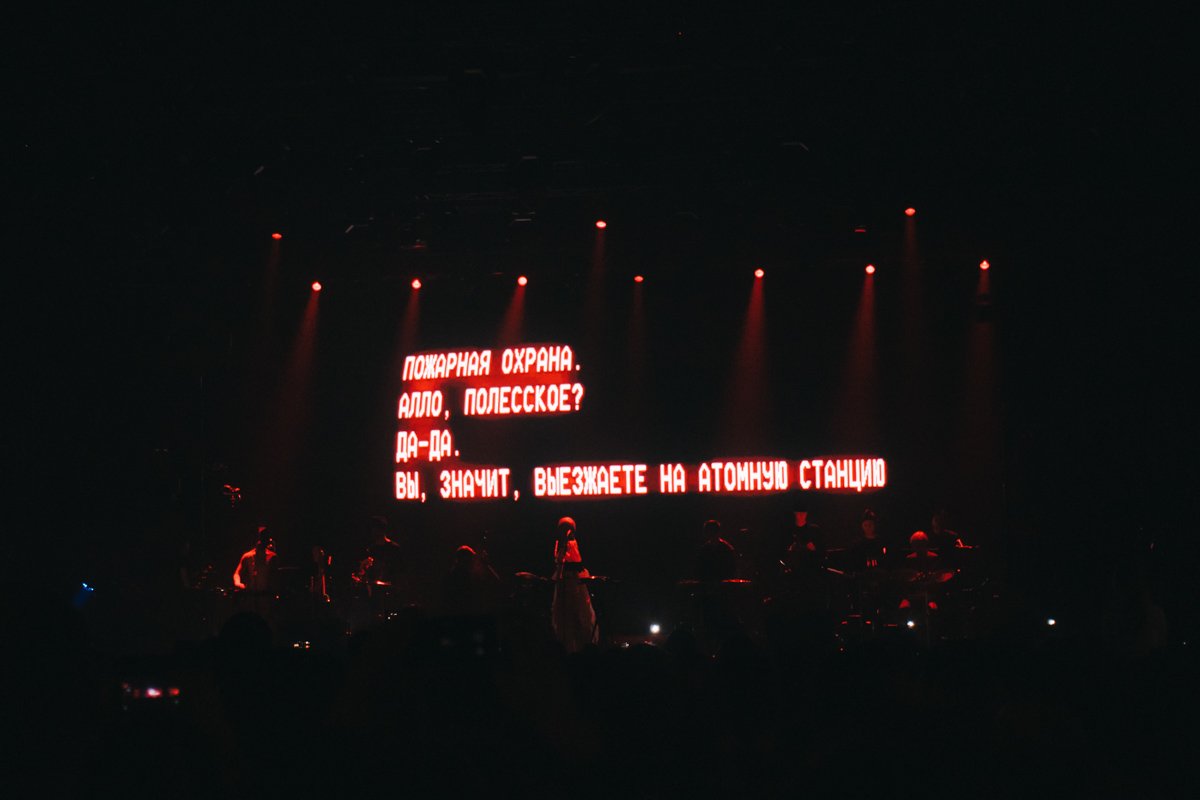 ПОЖАРНАЯ ОХРАНА.
АЛЛО, ПОЛЕССКОЕ?
ДА-ДА.
ВЫ, ЗНАЧИТ, ВЫЕЗЖАЕТЕ НА АТОМНУЮ СТАНЦИЮ